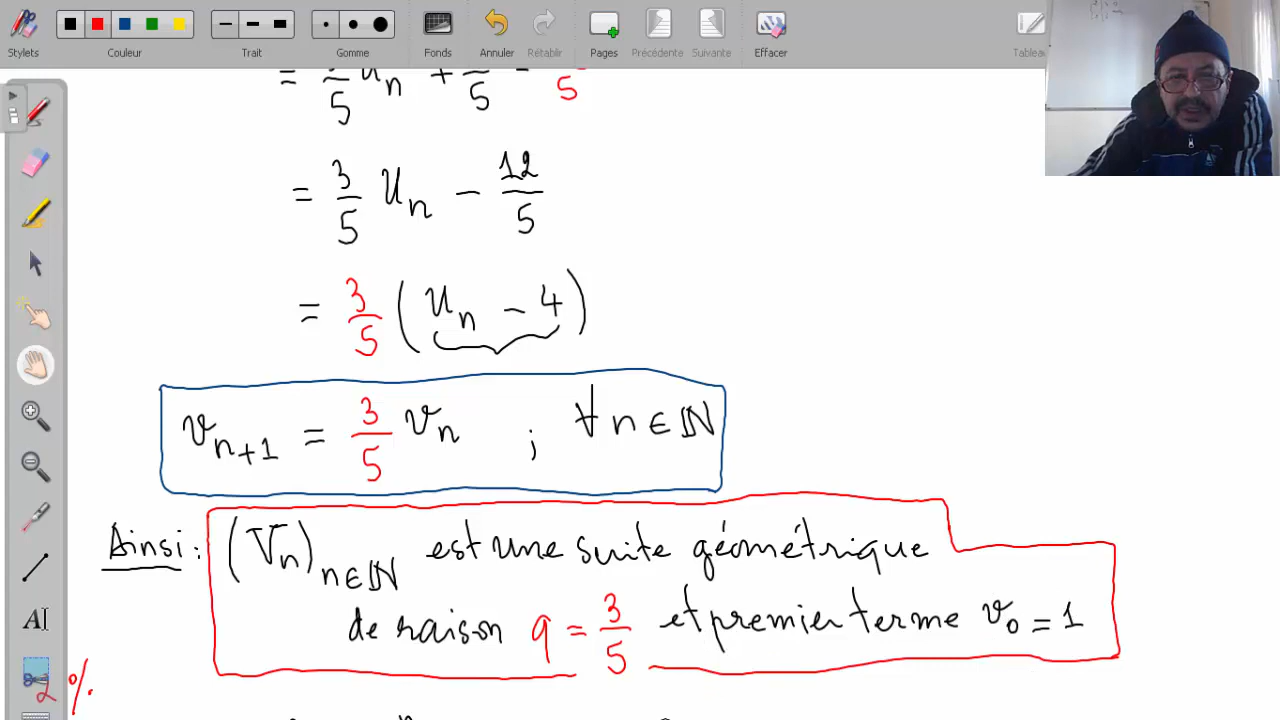 Stylets Couleur Trait Gomme Fonds Annuler Rétablir Pages Précédente Suivante Effacer Tableau
= 3/5 Un - 12/5
= 3/5 (Un - 4)
Vn+1 = 3/5 Vn ; ∀ n ∈ ℕ
Ainsi : (Vn)n∈ℕ est une suite géométrique
de raison q = 3/5 et premier terme V0 = 1
2%